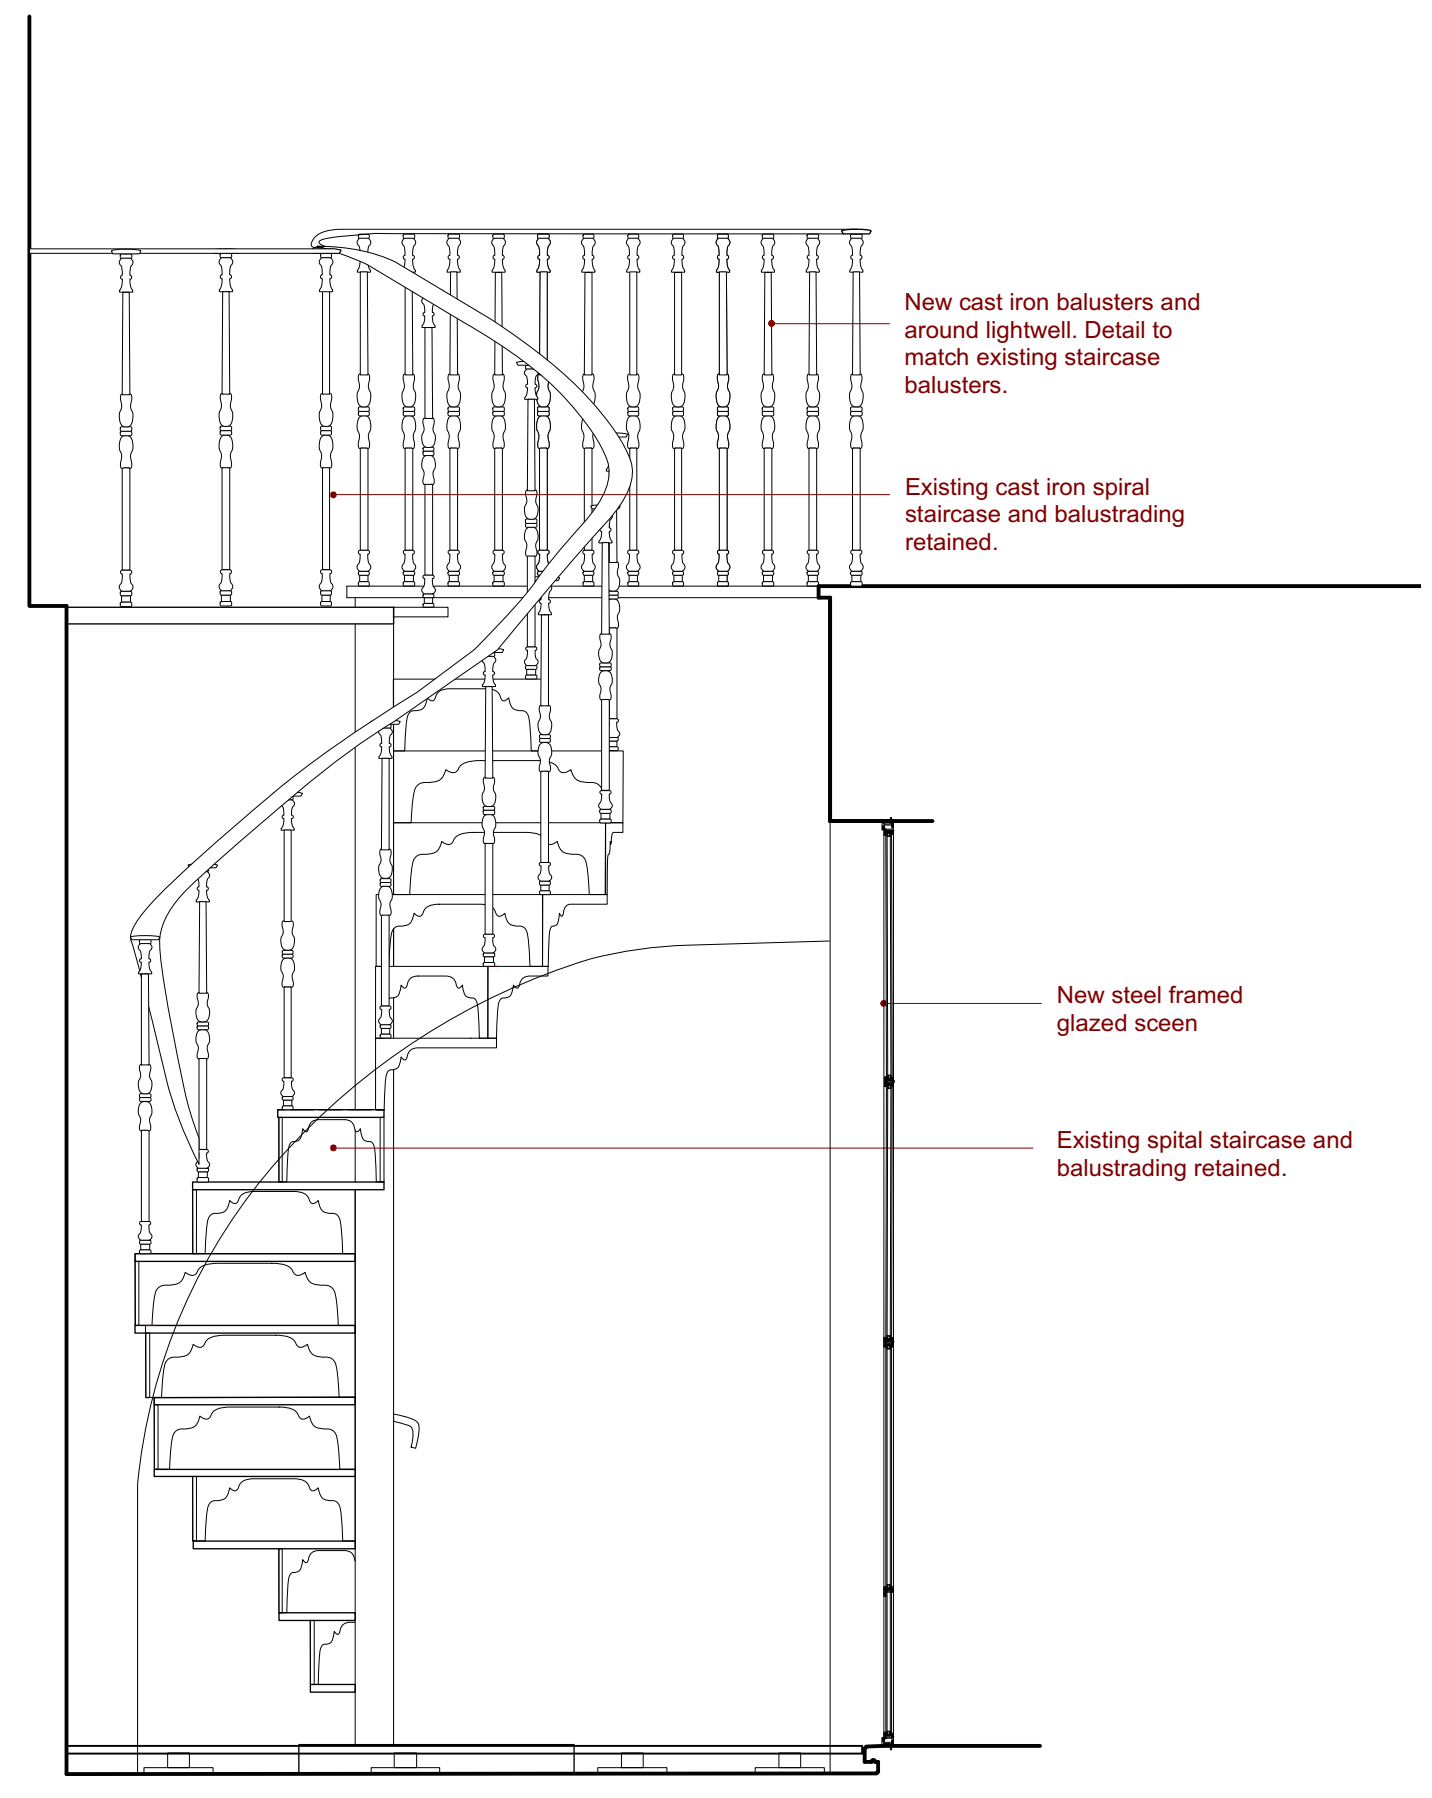 New cast iron balusters and
around lightwell. Detail to
match existing staircase
balusters.
Existing cast iron spiral
staircase and balustrading
retained.
New steel framed
glazed sceen
Existing spital staircase and
balustrading retained.